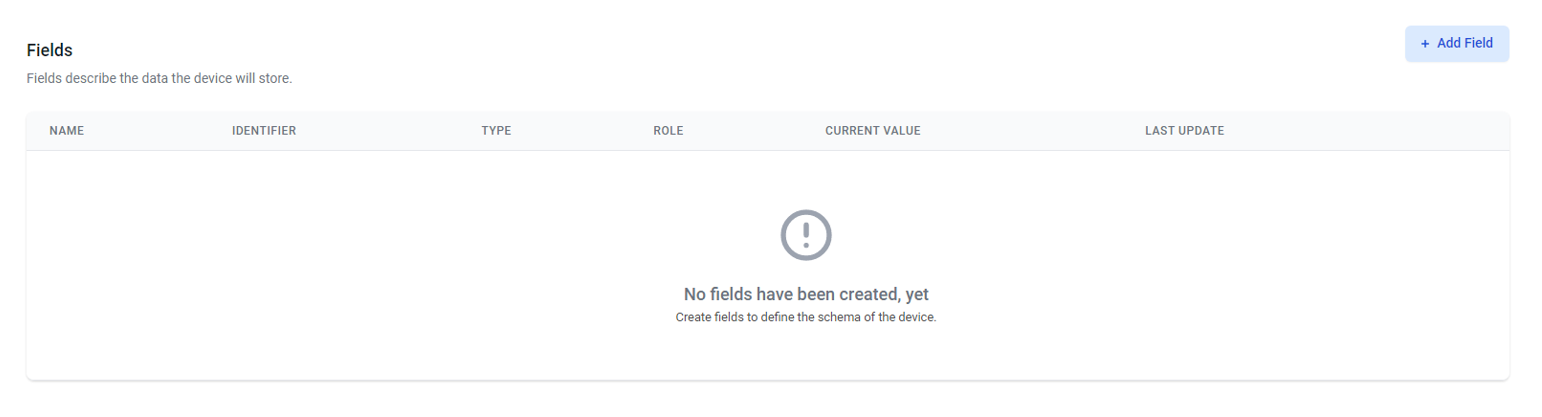 Fields
+ Add Field
Fields describe the data the device will store.
NAME IDENTIFIER TYPE ROLE CURRENT VALUE LAST UPDATE
No fields have been created, yet
Create fields to define the schema of the device.